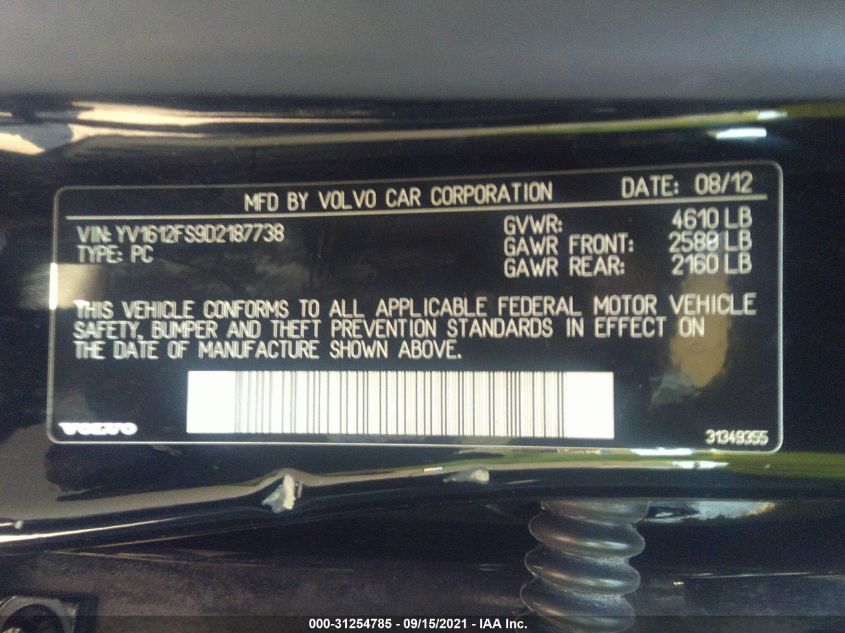 MFD BY VOLVO CAR CORPORATION DATE: 08/12
VIN: YV1612FS9D2187738 GVWR: 4610 LB
TYPE: PC GAWR FRONT: 2580 LB
GAWR REAR: 2160 LB
THIS VEHICLE CONFORMS TO ALL APPLICABLE FEDERAL MOTOR VEHICLE
SAFETY, BUMPER AND THEFT PREVENTION STANDARDS IN EFFECT ON
THE DATE OF MANUFACTURE SHOWN ABOVE.
VOLVO 31349355
000-31254785 - 09/15/2021 - IAA Inc.